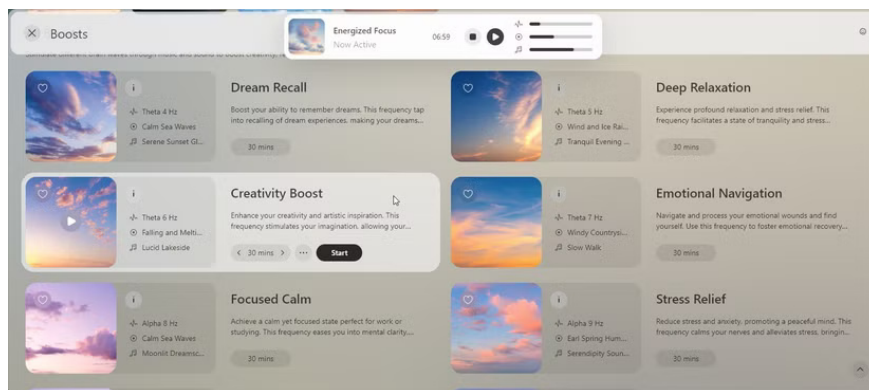 Boosts
Energized Focus
Now Active
06:59
Dream Recall
Theta 4 Hz
Calm Sea Waves
Serene Sunset Gl...
Boost your ability to remember dreams. This frequency tap
into recalling of dream experiences, making your dreams...
30 mins
Deep Relaxation
Theta 5 Hz
Wind and Ice Rai...
Tranquil Evening ...
Experience profound relaxation and stress relief. This
frequency facilitates a state of tranquility and stress...
30 mins
Creativity Boost
Theta 6 Hz
Falling and Melti...
Lucid Lakeside
Enhance your creativity and artistic inspiration. This
frequency stimulates your imagination, allowing your...
30 mins
Start
Emotional Navigation
Theta 7 Hz
Windy Countrysi...
Slow Walk
Navigate and process your emotional wounds and find
yourself. Use this frequency to foster emotional recovery...
30 mins
Focused Calm
Alpha 8 Hz
Calm Sea Waves
Moonlit Dreamsc...
Achieve a calm yet focused state perfect for work or
studying. This frequency eases you into mental clarity,...
30 mins
Stress Relief
Alpha 9 Hz
Earl Spring Hum...
Serendipity Soun...
Reduce stress and anxiety, promoting a peaceful mind. This
frequency calms your nerves and alleviates stress, bringin...
30 mins